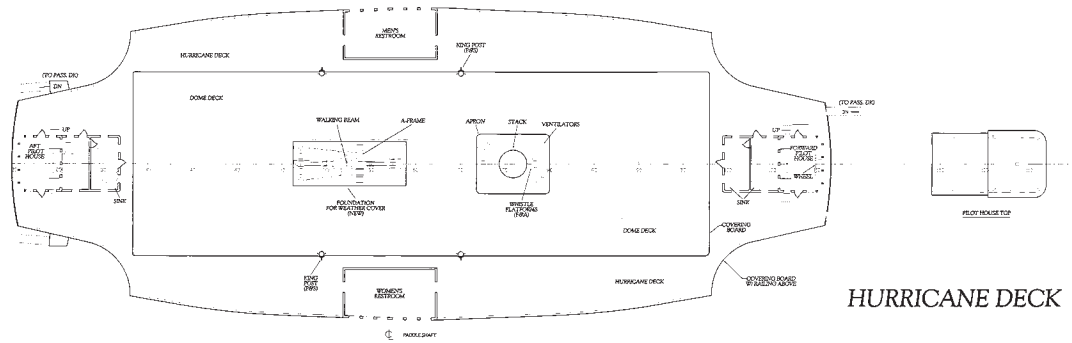 MEN'S
RESTROOM
KING POST
(P&S)
HURRICANE DECK
(TO PASS. DK)
DN
DOME DECK
WALKING BEAM
A-FRAME
APRON
STACK
VENTILATORS
(TO PASS. DK)
DN
UP
AFT
PILOT
HOUSE
SINK
UP
FORWARD
PILOT
HOUSE
WHEEL
SINK
FOUNDATION
FOR WEATHER COVER
(NEW)
WHISTLE
PLATFORMS
(F&A)
PILOT HOUSE TOP
DOME DECK
COVERING
BOARD
KING
POST
(P&S)
WOMEN'S
RESTROOM
HURRICANE DECK
COVERING BOARD
W/ RAILING ABOVE
HURRICANE DECK
PADDLE SHAFT